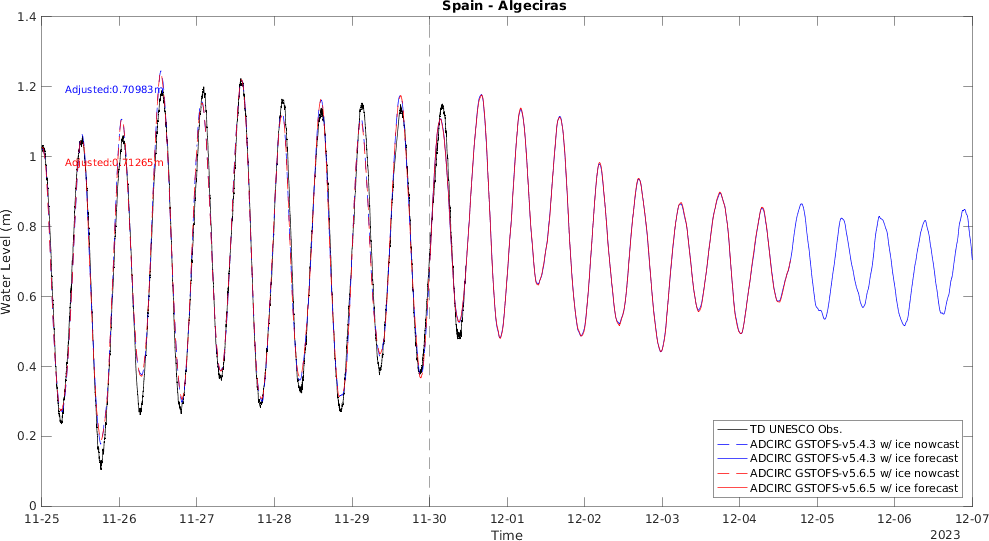 Spain - Algeciras
1.4
1.2
1
0.8
0.6
0.4
0.2
0
Water Level (m)
Adjusted:0.70983m
Adjusted:0.71265m
TD UNESCO Obs.
ADCIRC GSTOFS-v5.4.3 w/ ice nowcast
ADCIRC GSTOFS-v5.4.3 w/ ice forecast
ADCIRC GSTOFS-v5.6.5 w/ ice nowcast
ADCIRC GSTOFS-v5.6.5 w/ ice forecast
11-25 11-26 11-27 11-28 11-29 11-30 12-01 12-02 12-03 12-04 12-05 12-06 12-07
Time
2023